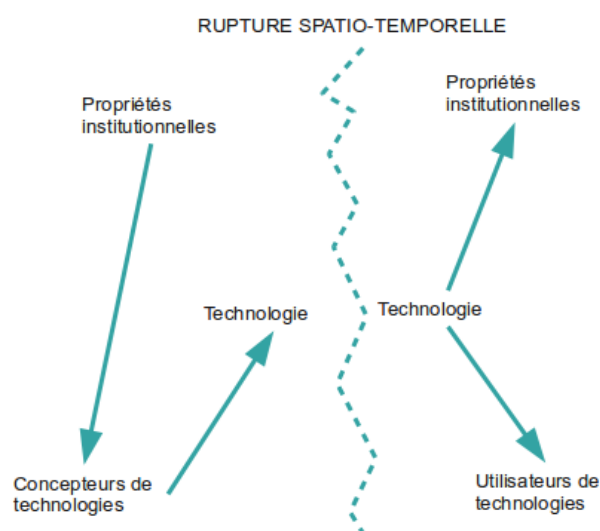 RUPTURE SPATIO-TEMPORELLE
Propriétés
institutionnelles
Technologie
Concepteurs de
technologies
Propriétés
institutionnelles
Technologie
Utilisateurs de
technologies